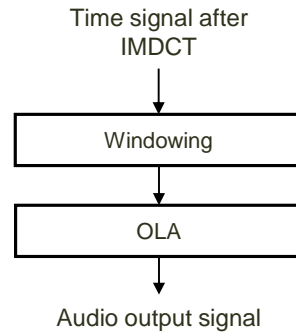 Time signal after
IMDCT
Windowing
OLA
Audio output signal